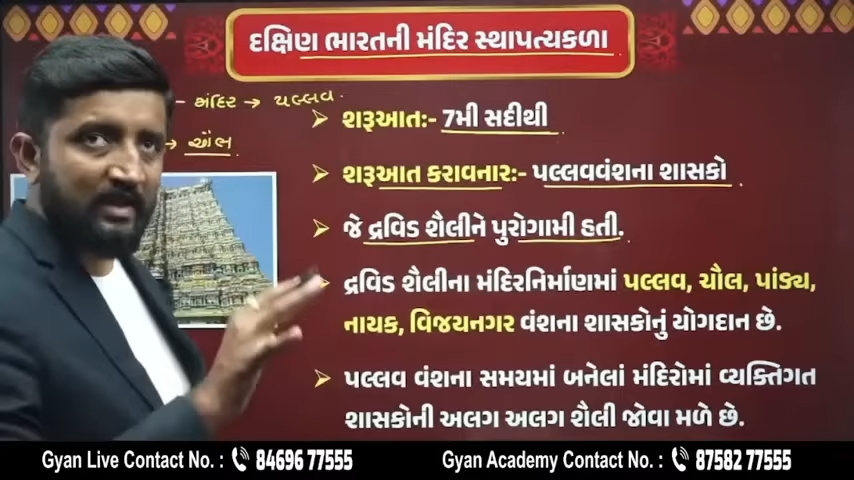 દક્ષિણ ભારતની મંદિર સ્થાપત્યકળા
- મંદિર → પલ્લવ
→ ચૌલ
➤ શરૂઆતઃ- 7મી સદીથી
➤ શરૂઆત કરાવનારઃ- પલ્લવવંશના શાસકો
➤ જે દ્રવિડ શૈલીને પુરોગામી હતી.
દ્રવિડ શૈલીના મંદિરનિર્માણમાં પલ્લવ, ચૌલ, પાંડ્ય,
નાયક, વિજયનગર વંશના શાસકોનું યોગદાન છે.
➤ પલ્લવ વંશના સમયમાં બનેલાં મંદિરોમાં વ્યક્તિગત
શાસકોની અલગ અલગ શૈલી જોવા મળે છે.
Gyan Live Contact No. : 84696 77555
Gyan Academy Contact No. : 87582 77555